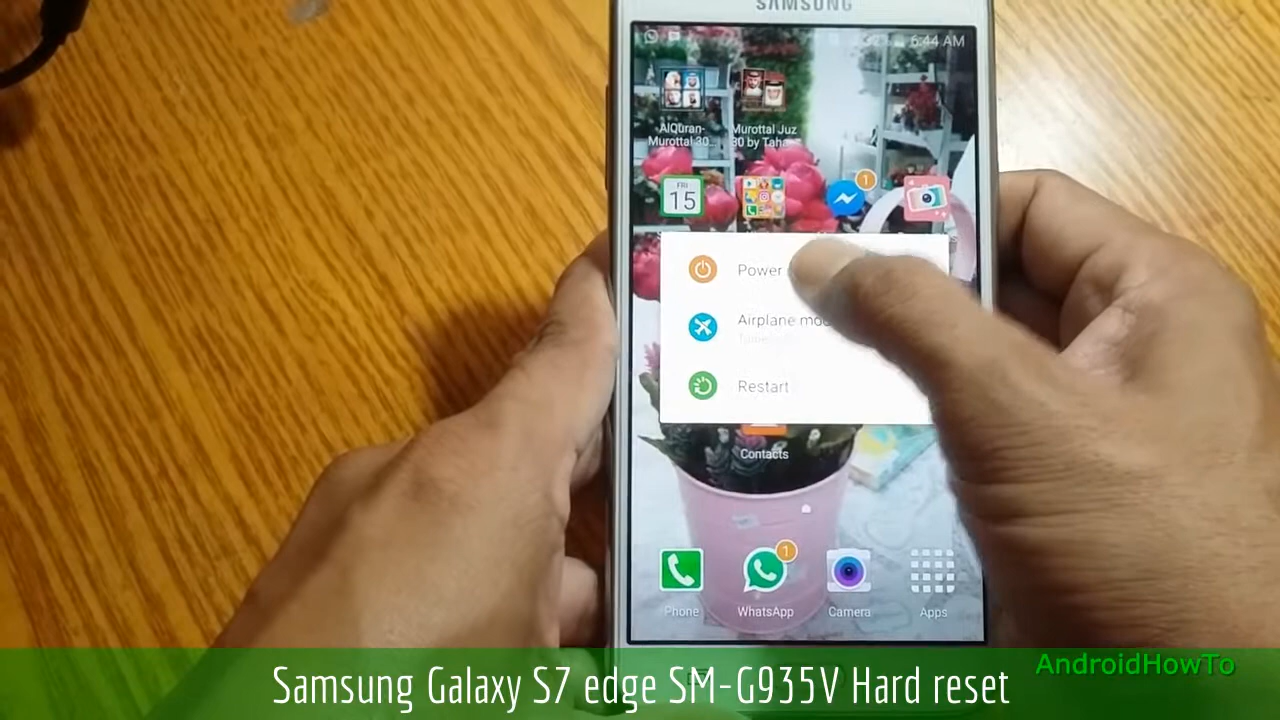 SAMSUNG
6:44 AM
AlQuran-
Murottal 30...
Murottal Juz
30 by Taha...
FRI
15
1
Power
Airplane mod
Restart
Contacts
1
Phone
WhatsApp
Camera
Apps
AndroidHowTo
Samsung Galaxy S7 edge SM-G935V Hard reset